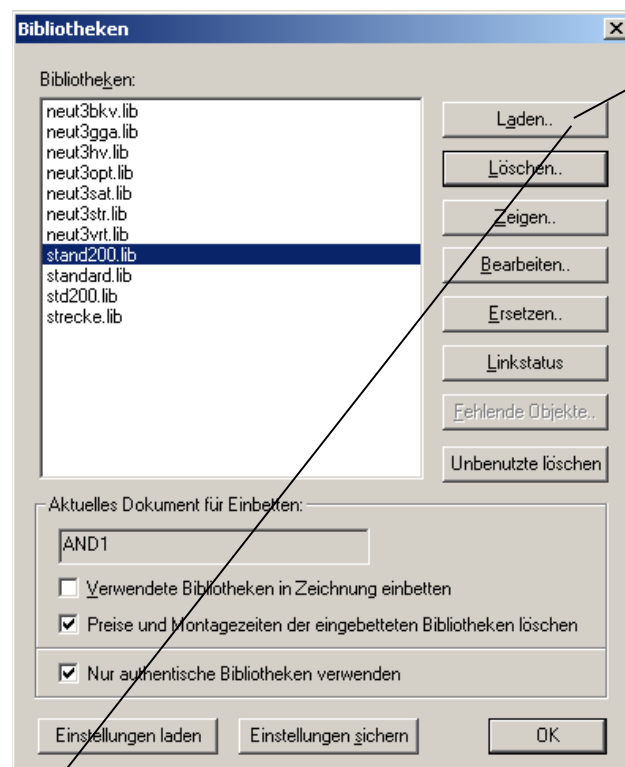 Bibliotheken
Bibliotheken:
neut3bkv.lib
neut3gga.lib
neut3hv.lib
neut3opt.lib
neut3sat.lib
neut3str.lib
neut3vrt.lib
stand200.lib
standard.lib
std200.lib
strecke.lib
Laden..
Löschen..
Zeigen..
Bearbeiten..
Ersetzen..
Linkstatus
Fehlende Objekte..
Unbenutzte löschen
Aktuelles Dokument für Einbetten:
AND1
Verwendete Bibliotheken in Zeichnung einbetten
Preise und Montagezeiten der eingebetteten Bibliotheken löschen
Nur authentische Bibliotheken verwenden
Einstellungen laden
Einstellungen sichern
OK